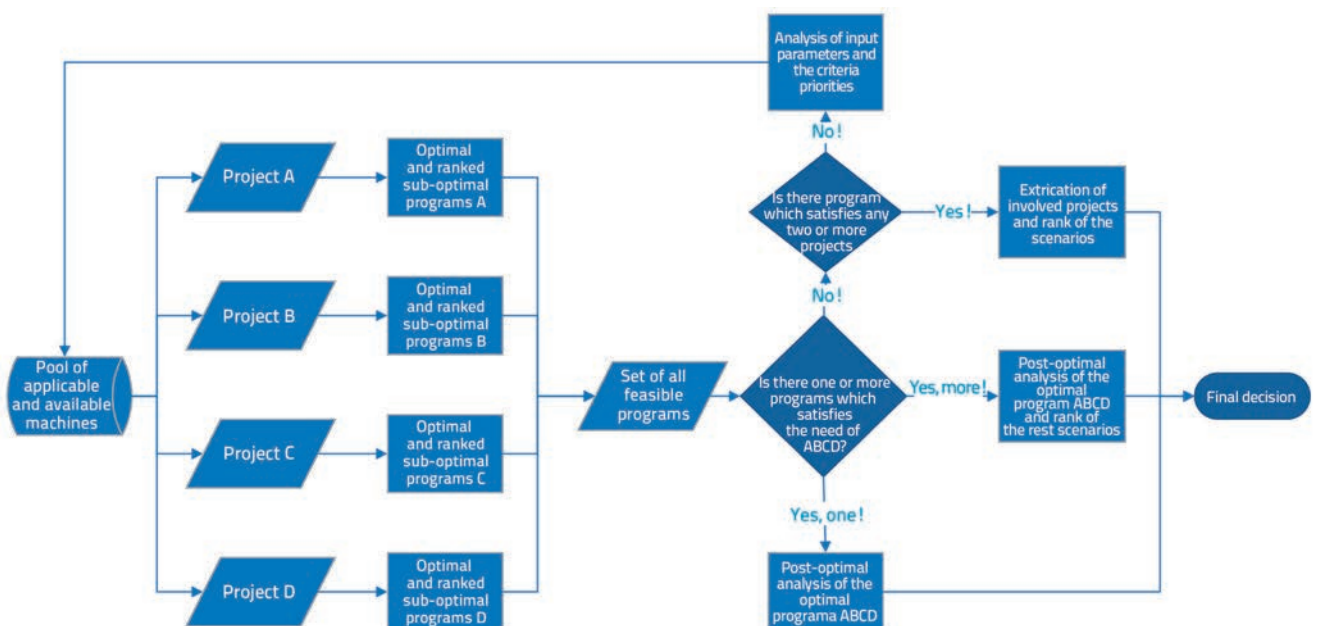 Analysis of input
parameters and
the criteria
priorities
No!
Project A
Optimal
and ranked
sub-optimal
programs A
Is there program
which satisfies any
two or more
projects
Yes!
Extrication of
involved projects
and rank of the
scenarios
Project B
Optimal
and ranked
sub-optimal
programs B
No!
Pool of
applicable
and available
machines
Set of all
feasible
programs
Is there one or more
programs which
satisfies
the need of
ABCD?
Yes, more!
Post-optimal
analysis of the
optimal
program ABCD
and rank of
the rest scenarios
Final decision
Project C
Optimal
and ranked
sub-optimal
programs C
Yes, one!
Project D
Optimal
and ranked
sub-optimal
programs D
Post-optimal
analysis of the
optimal
programa ABCD